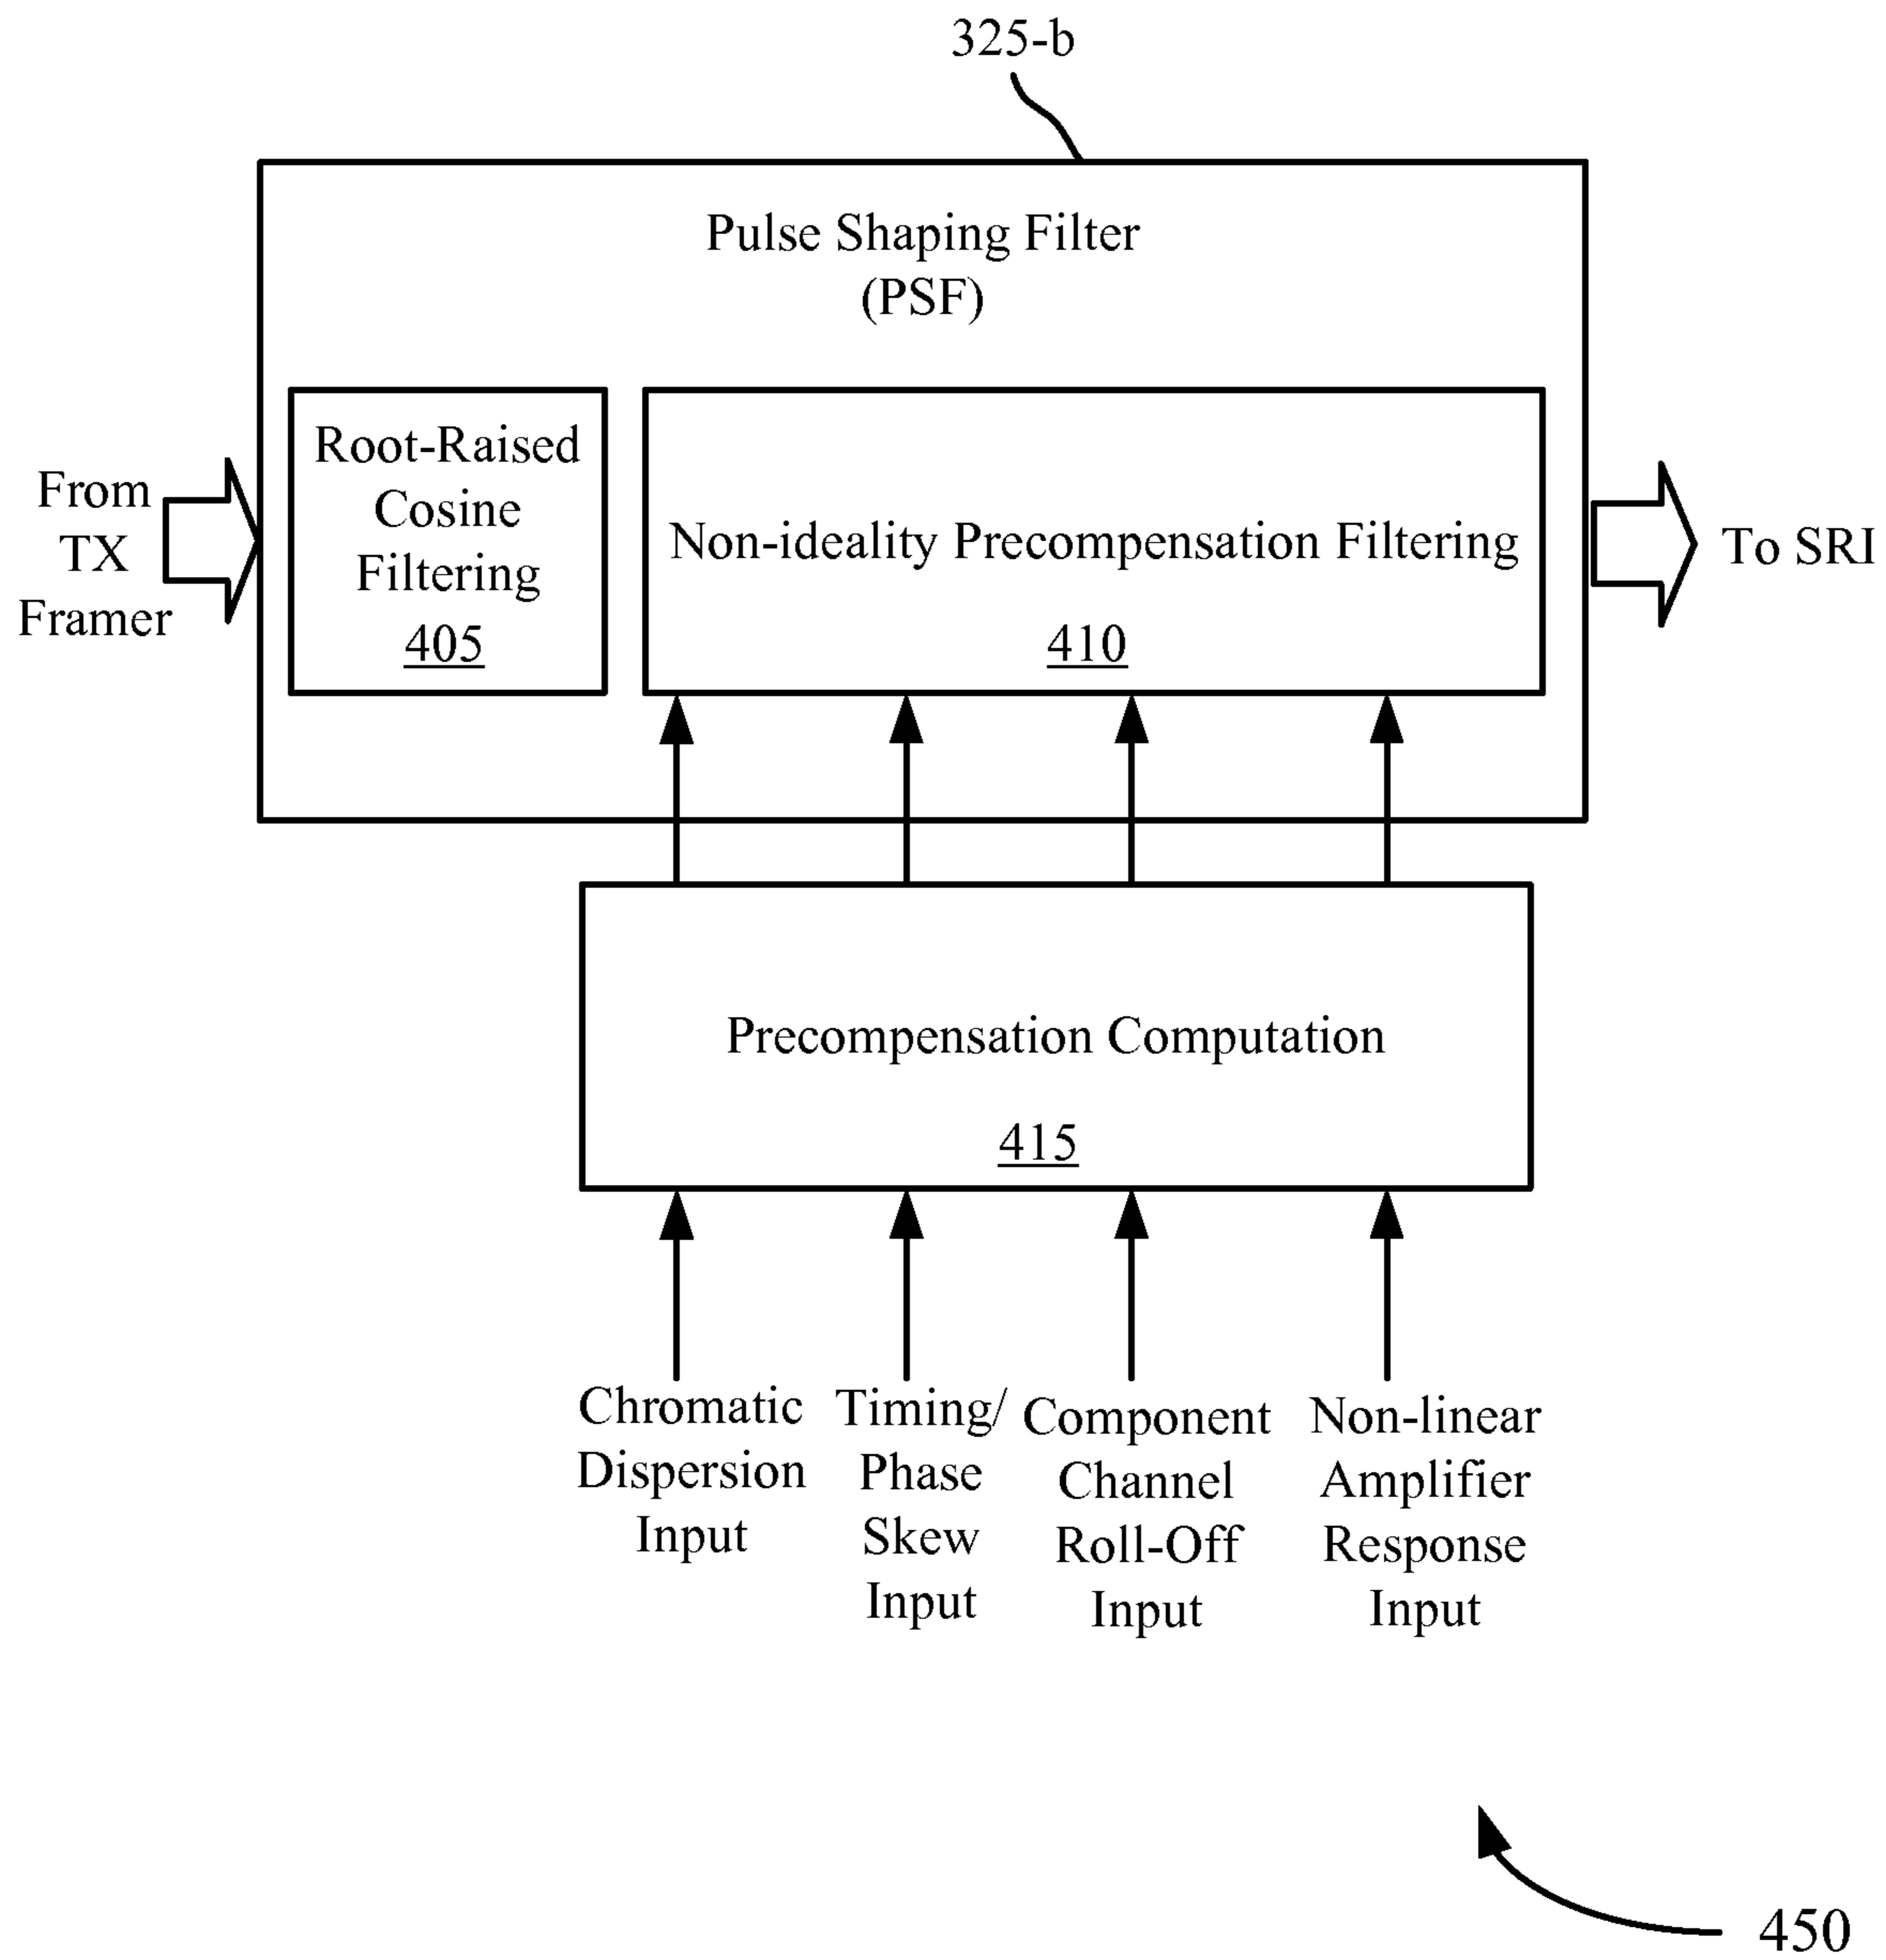 325-b
Pulse Shaping Filter
(PSF)
Root-Raised
Cosine
Filtering
405
Non-ideality Precompensation Filtering
410
From
TX
Framer
To SRI
Precompensation Computation
415
Chromatic
Dispersion
Input
Timing/
Phase
Skew
Input
Component
Channel
Roll-Off
Input
Non-linear
Amplifier
Response
Input
450